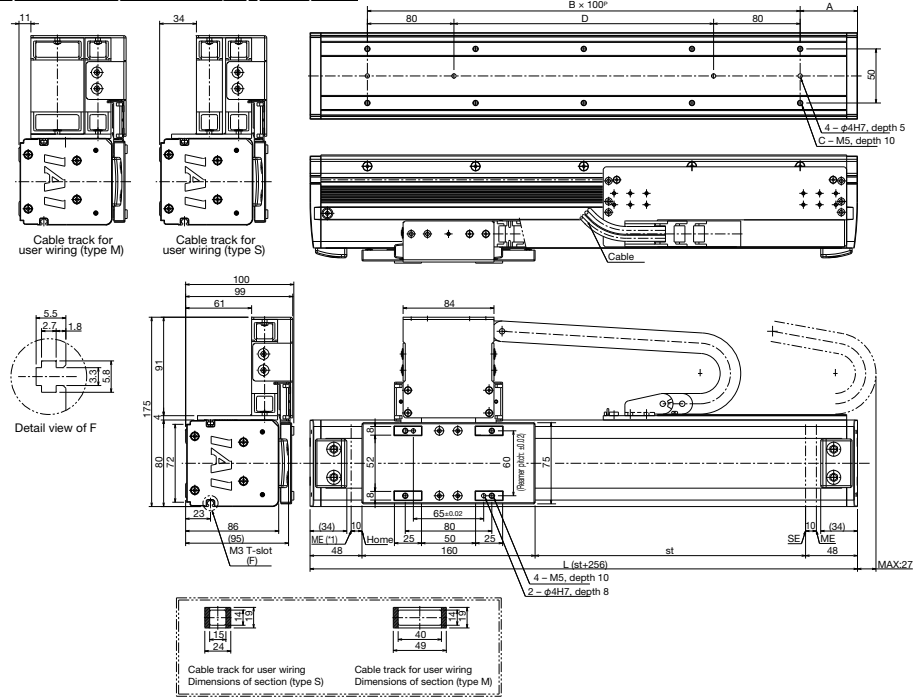 11
34
B × 100ᴾ
A
80
D
80
50
4 – φ4H7, depth 5
C – M5, depth 10
IAI
IAI
Cable track for
user wiring (type M)
Cable track for
user wiring (type S)
Cable
100
99
61
84
5.5
2.7
1.8
3.3
5.8
Detail view of F
175
91
4
80
72
IAI
23
86
(95)
M3 T-slot
(F)
8
52
8
60
(Reamer pitch: ±0.02)
75
65±0.02
80
25
50
25
(34)
10
ME (*1)
Home
48
160
st
SE
10
(34)
ME
48
L (st+256)
MAX:27
4 – M5, depth 10
2 – φ4H7, depth 8
14
19
15
24
14
19
40
49
Cable track for user wiring
Dimensions of section (type S)
Cable track for user wiring
Dimensions of section (type M)